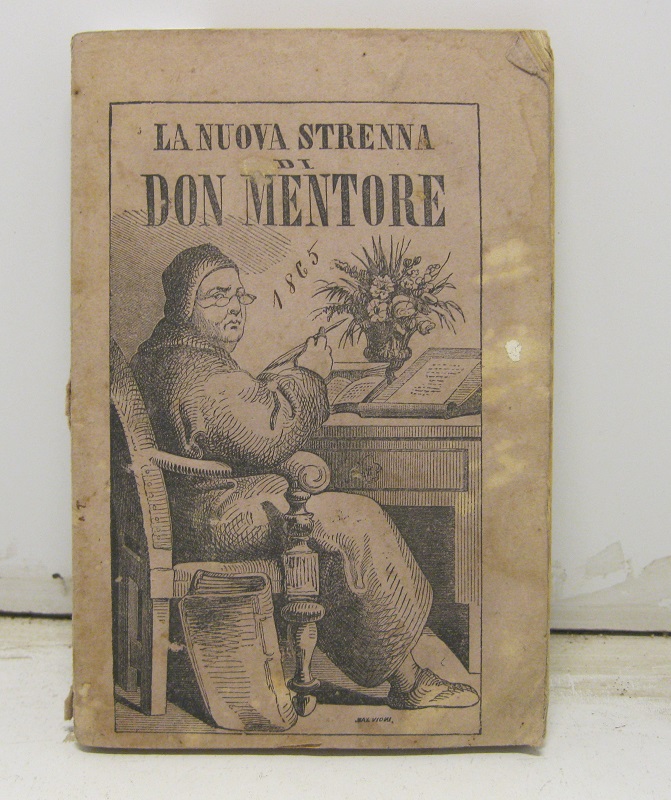 LA NUOVA STRENNA
DI
DON MENTORE
1865